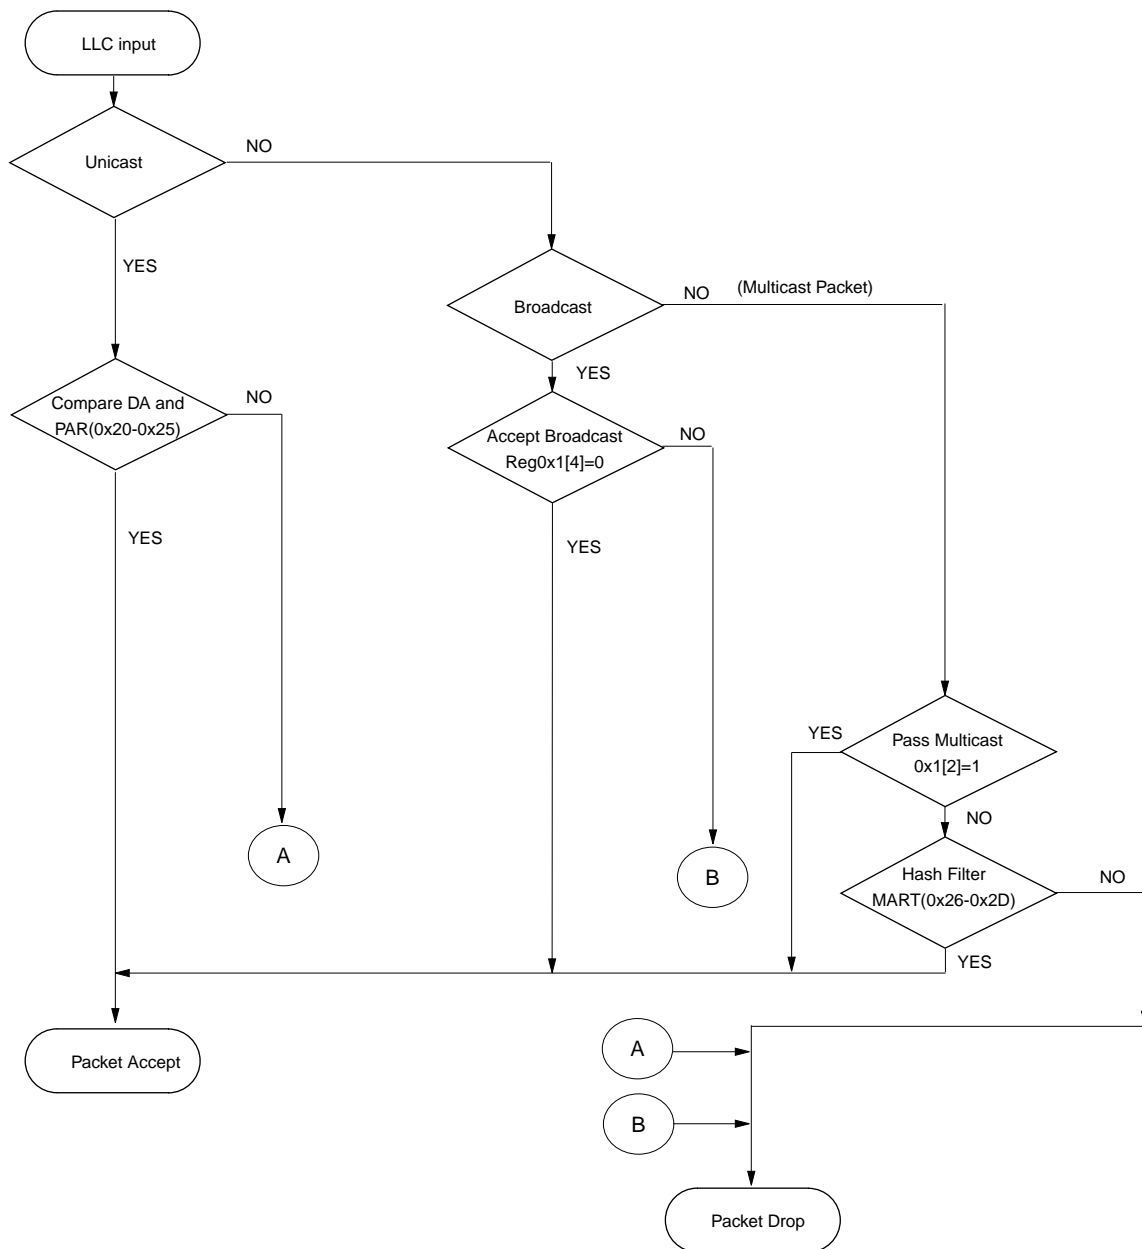 LLC input
Unicast
NO
YES
Broadcast
NO
(Multicast Packet)
YES
Compare DA and
PAR(0x20-0x25)
NO
YES
Accept Broadcast
Reg0x1[4]=0
NO
YES
Pass Multicast
0x1[2]=1
YES
NO
A
B
Hash Filter
MART(0x26-0x2D)
NO
YES
Packet Accept
A
B
Packet Drop